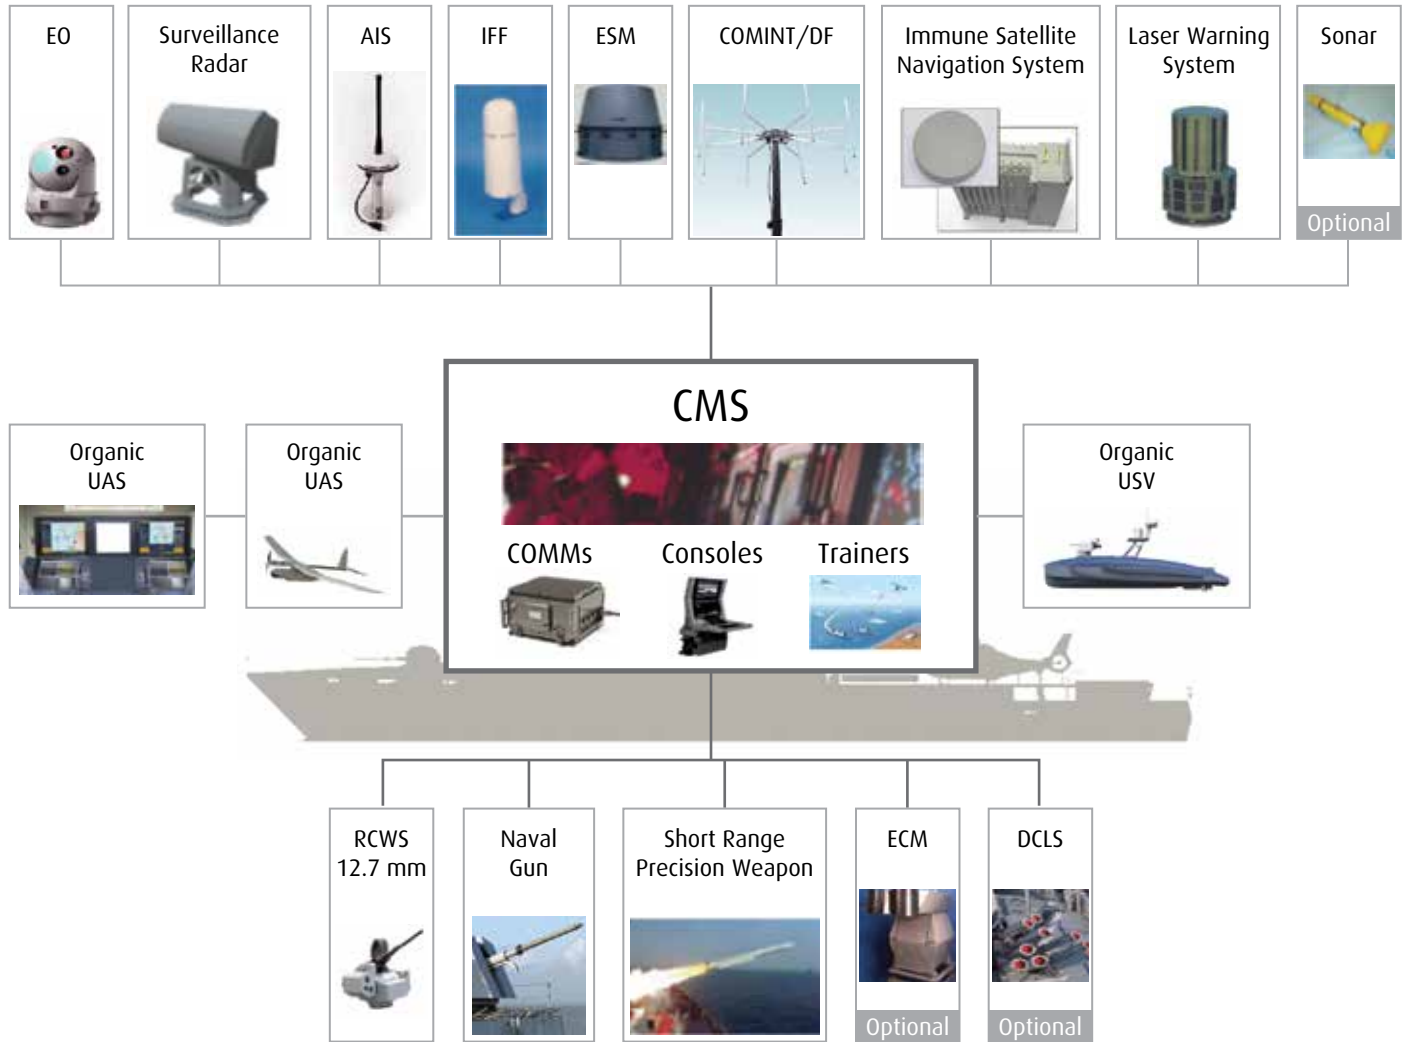 EO
Surveillance
Radar
AIS
IFF
ESM
COMINT/DF
Immune Satellite
Navigation System
Laser Warning
System
Sonar
Optional
CMS
COMMs
Consoles
Trainers
Organic
UAS
Organic
UAS
Organic
USV
RCWS
12.7 mm
Naval
Gun
Short Range
Precision Weapon
ECM
Optional
DCLS
Optional